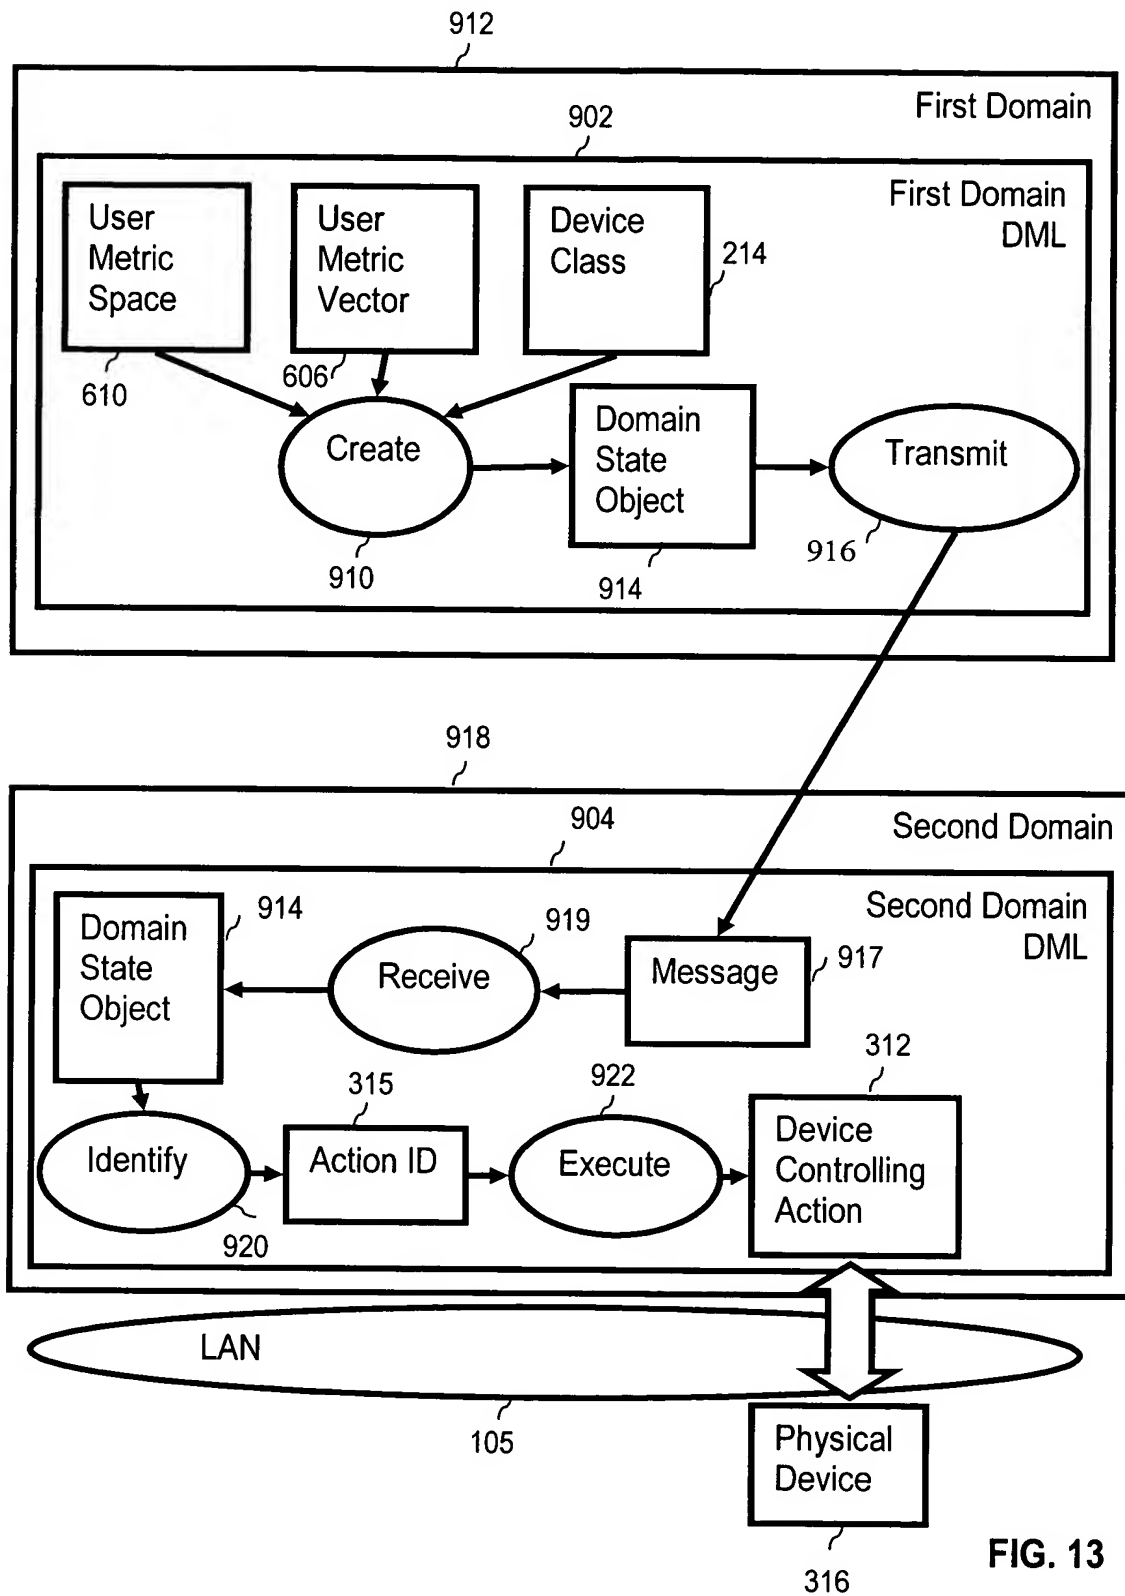 912
First Domain
902
First Domain
DML
User
Metric
Space
User
Metric
Vector
Device
Class
214
610
606
Create
Domain
State
Object
Transmit
910
914
916
918
Second Domain
904
Second Domain
DML
Domain
State
Object
914
Receive
919
Message
917
312
315
922
Identify
Action ID
Execute
Device
Controlling
Action
920
LAN
105
Physical
Device
316
FIG. 13